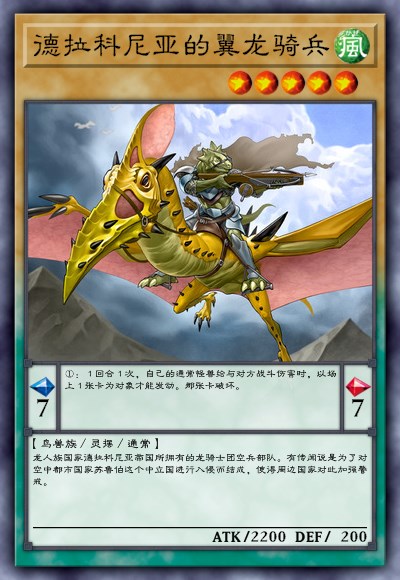 德拉科尼亚的翼龙骑兵 風
①：1回合1次，自己的通常怪兽给与对方战斗伤害时，以场
上1张卡为对象才能发动。那张卡破坏。
7
7
【鸟兽族／灵摆／通常】
龙人族国家德拉科尼亚帝国所拥有的龙骑士团空兵部队。有传闻说是为了对
空中都市国家苏鲁伯这个中立国进行入侵而结成，使得周边国家对此加强警
戒。
ATK/2200 DEF/ 200